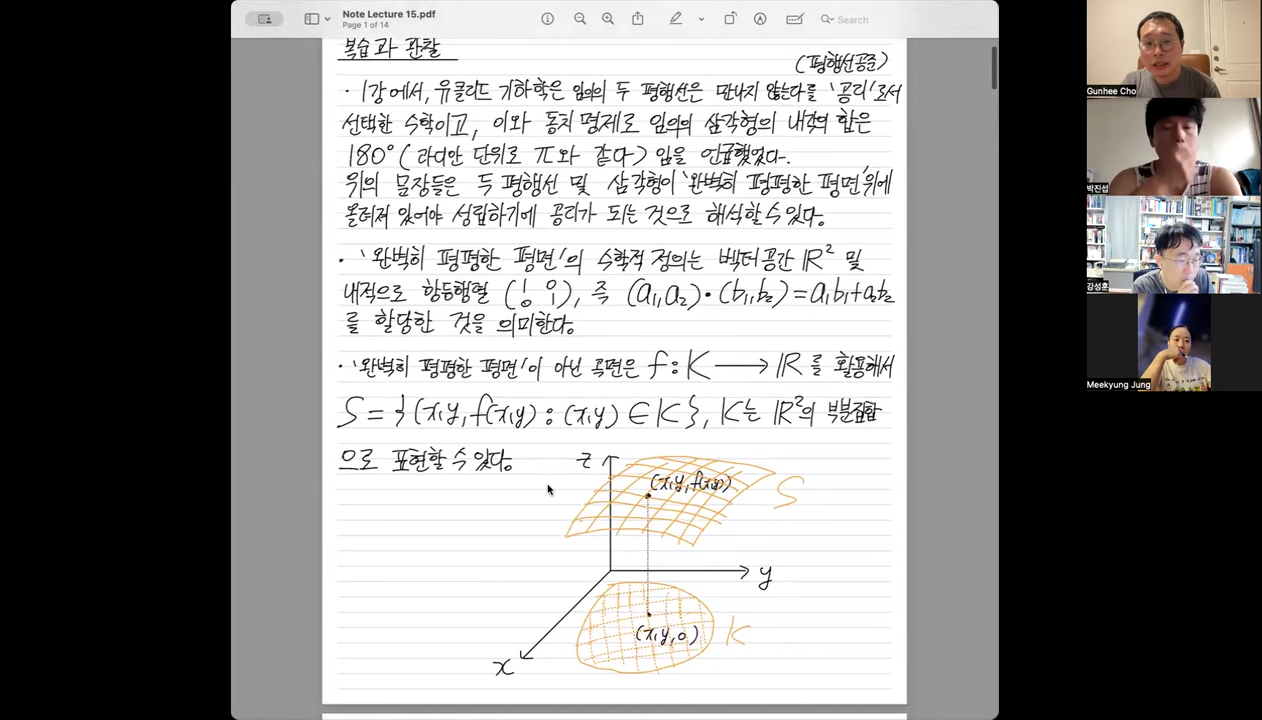 Note Lecture 15.pdf
Page 1 of 14
Search
복습과 관찰
(평행선공준)
· 1강에서, 유클리드 기하학은 임의의 두 평행선은 만나지 않는다를 '공리'로서
선택한 수학이고, 이와 동치 명제로 임의의 삼각형의 내각의 합은
180°(라디안 단위로 π와 같다) 임을 언급했었다.
위의 문장들은 두 평행선 및 삼각형이 '완벽히 평평한 평면'위에
올려져 있어야 성립하기에 공리가 되는 것으로 해석할 수 있다.
· '완벽히 평평한 평면'의 수학적 정의는 벡터공간 ℝ² 및
내적으로 항등행렬 (1 0 0 1), 즉 (a₁,a₂)·(b₁,b₂)=a₁b₁+a₂b₂
를 할당한 것을 의미한다.
· '완벽히 평평한 평면'이 아닌 곡면은 f : K ⟶ ℝ 를 활용해서
S = {(x,y,f(x,y) : (x,y) ∈ K}, K는 ℝ²의 부분집합
으로 표현할 수 있다.
z
(x,y,f(x,y))
S
y
(x,y,0)
K
x
Gunhee Cho
박진섭
강성훈
Meekyung Jung